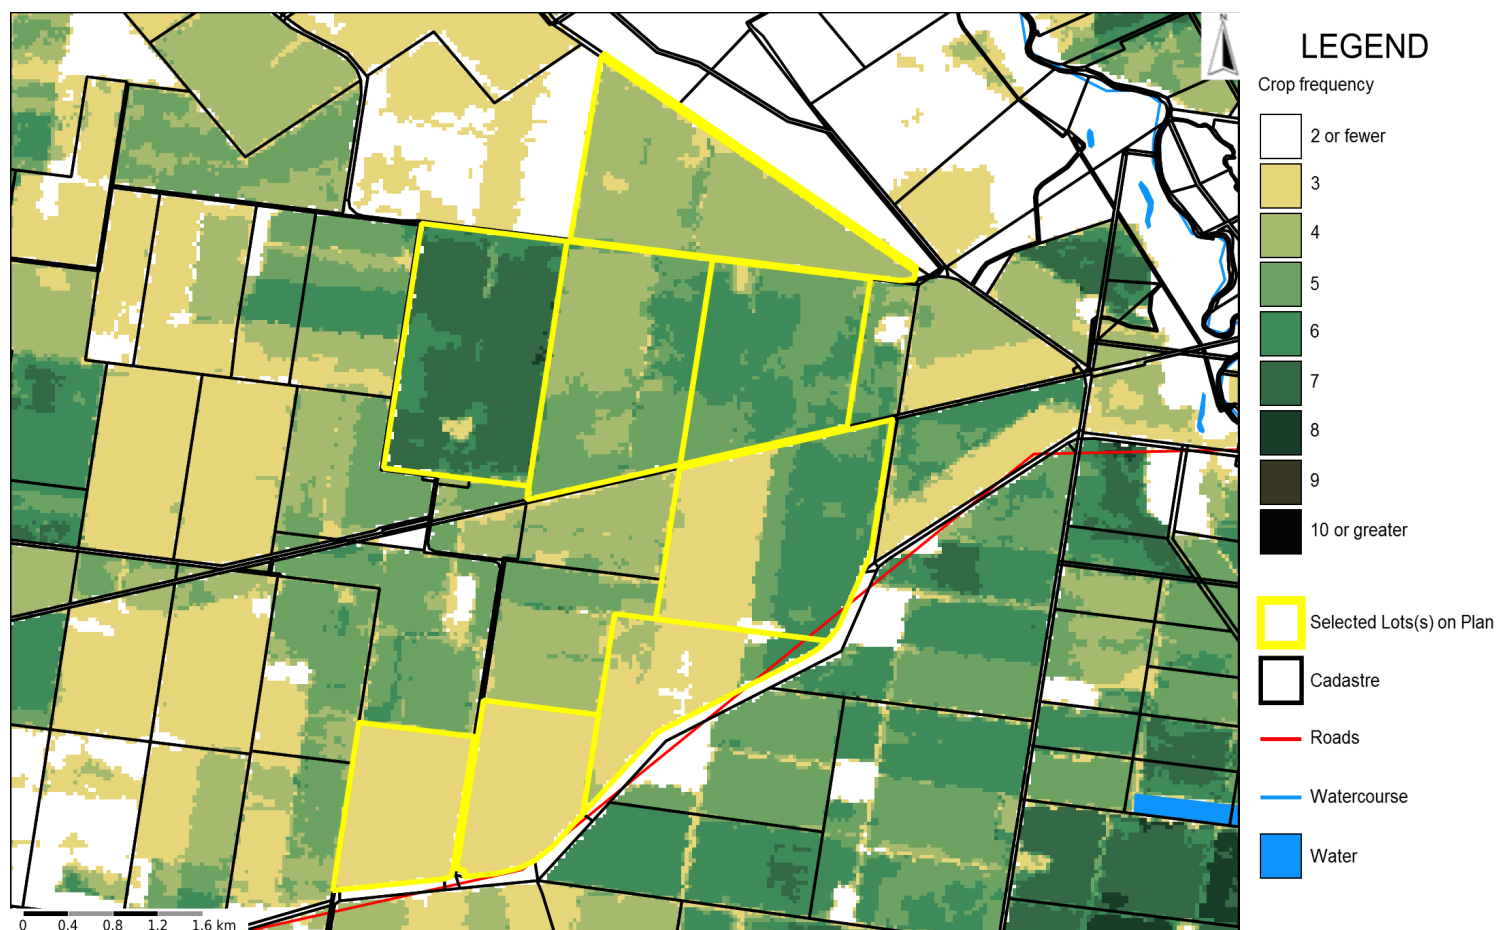 N
LEGEND
Crop frequency
2 or fewer
3
4
5
6
7
8
9
10 or greater
Selected Lots(s) on Plan
Cadastre
Roads
Watercourse
Water
0 0.4 0.8 1.2 1.6 km